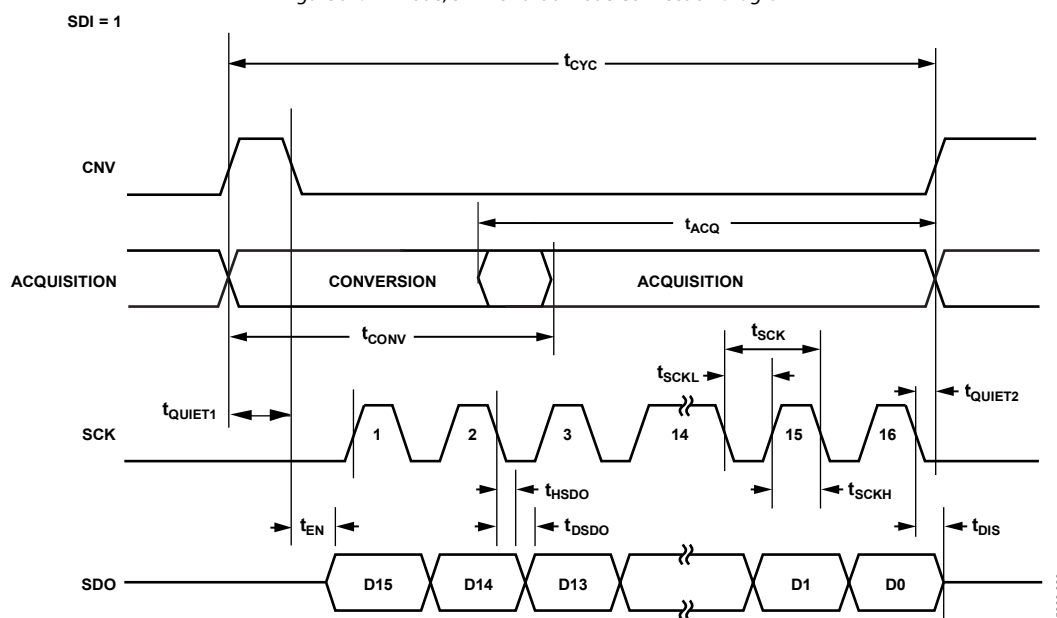 SDI = 1
tCYC
CNV
tACQ
ACQUISITION CONVERSION ACQUISITION
tCONV
tSCK
tSCKL
tQUIET1
tQUIET2
SCK 1 2 3 14 15 16
tHSDO
tSCKH
tEN
tDSDO
tDIS
SDO D15 D14 D13 D1 D0